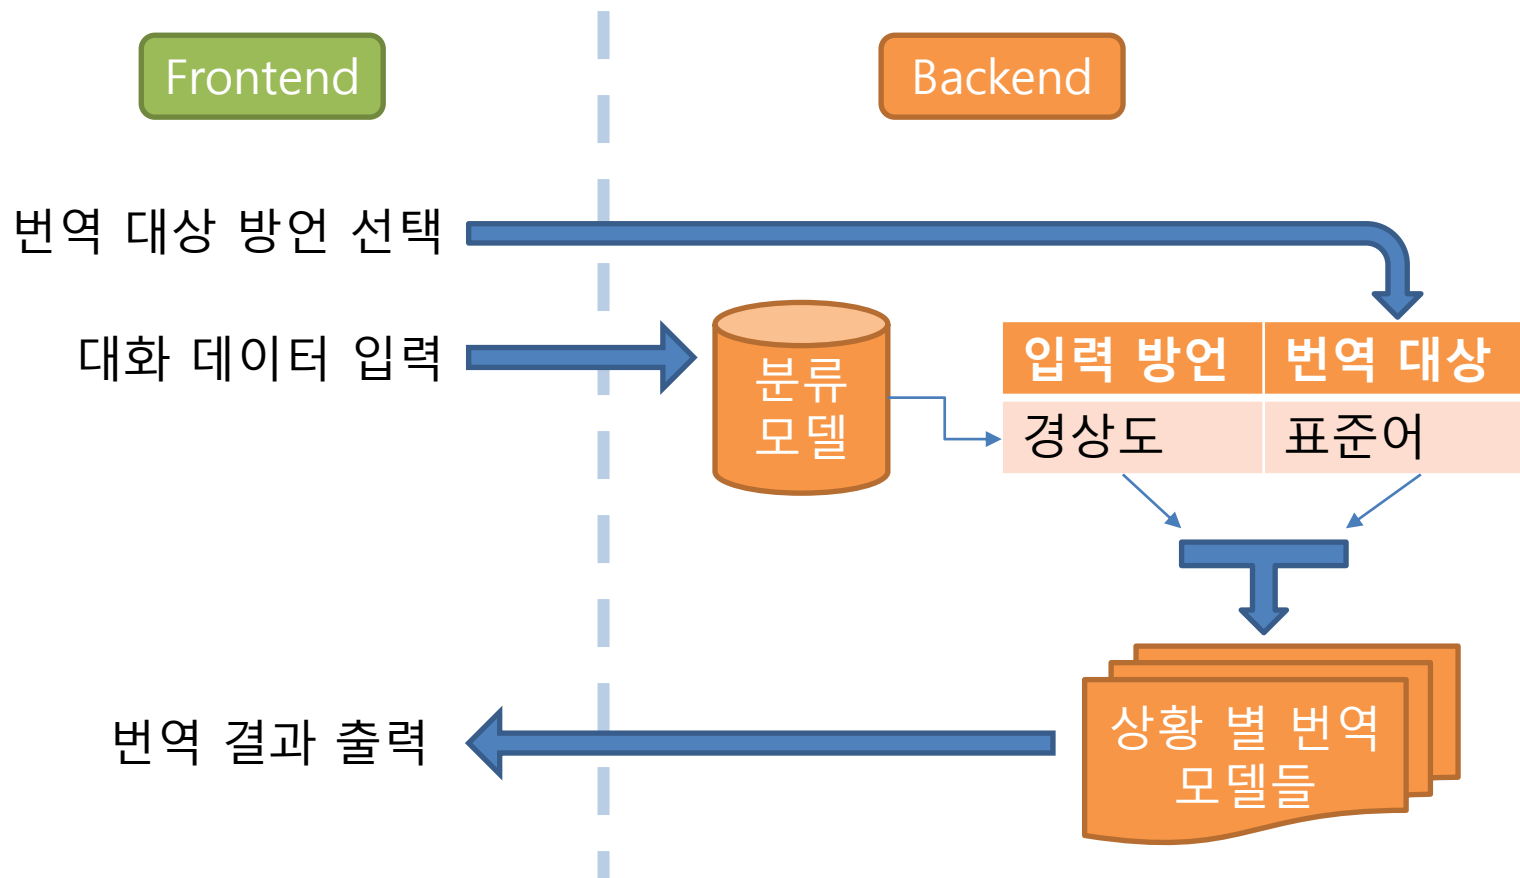 Frontend
Backend
번역 대상 방언 선택
대화 데이터 입력
분류
모델
입력 방언
번역 대상
경상도
표준어
번역 결과 출력
상황 별 번역
모델들